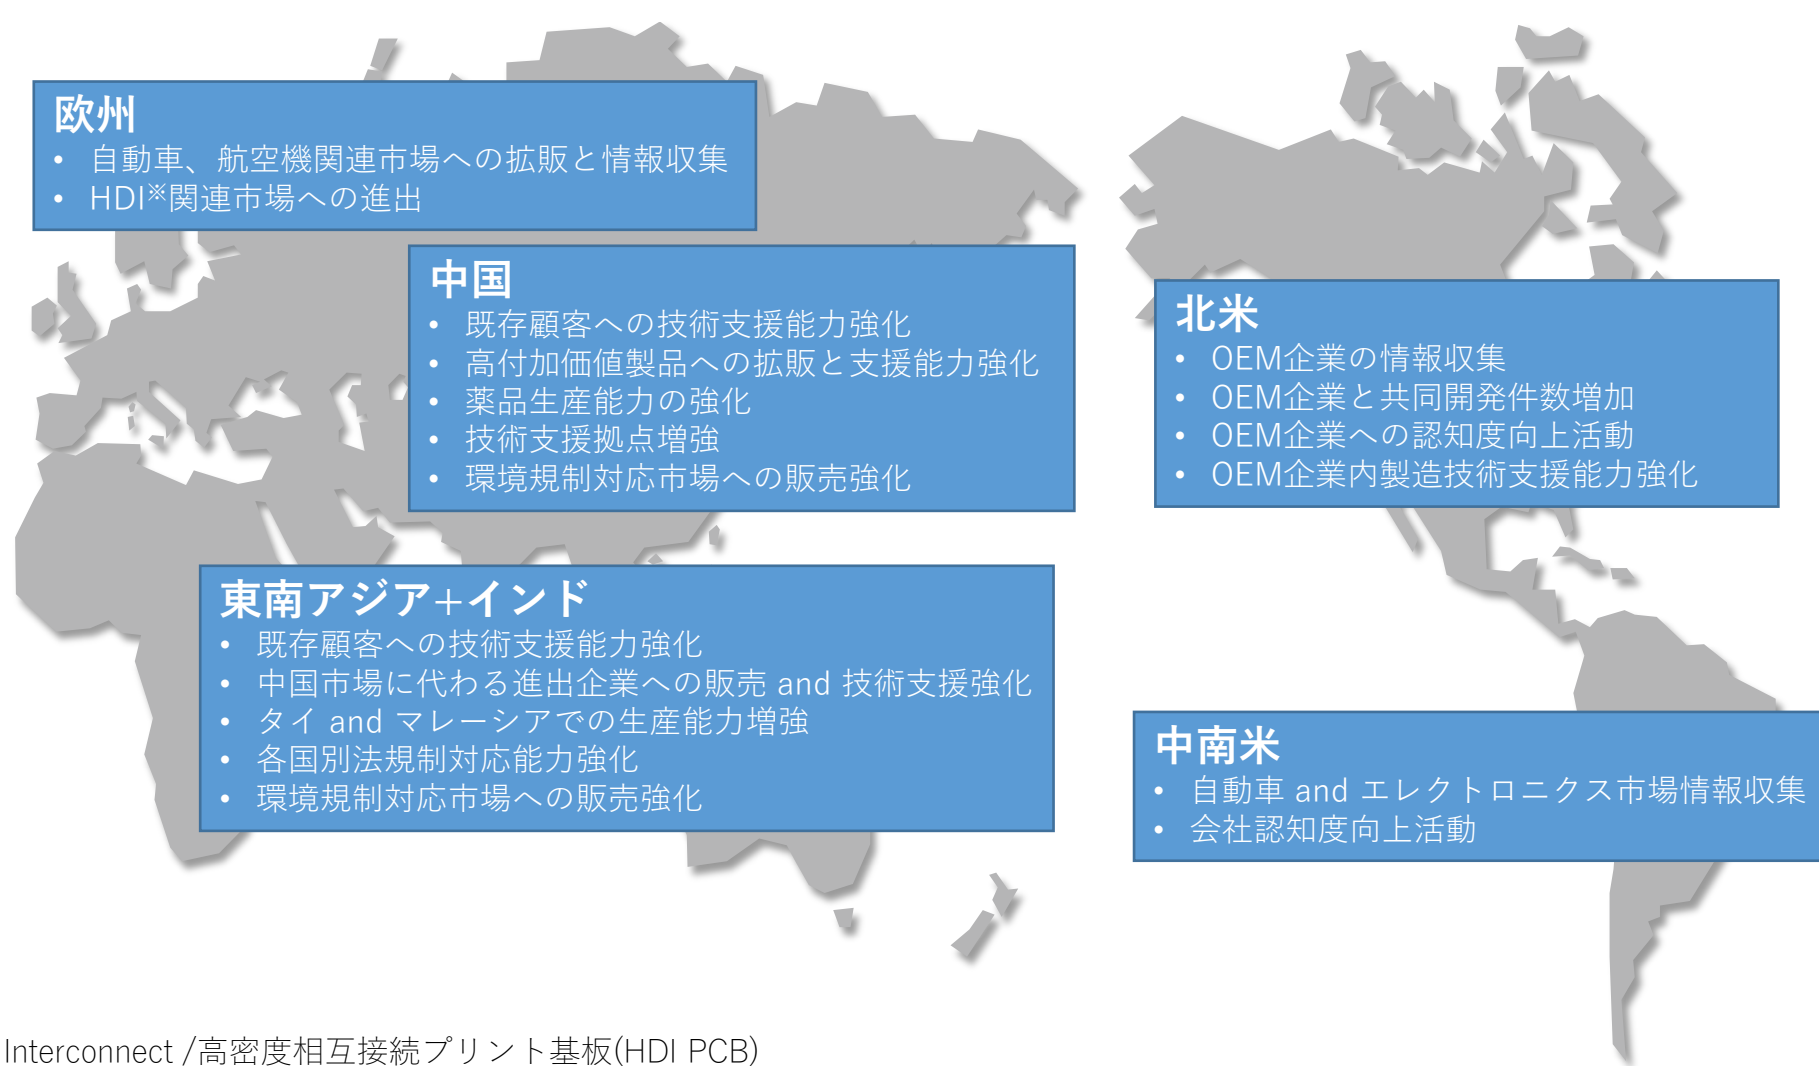 欧州
• 自動車、航空機関連市場への拡販と情報収集
• HDI※関連市場への進出
中国
• 既存顧客への技術支援能力強化
• 高付加価値製品への拡販と支援能力強化
• 薬品生産能力の強化
• 技術支援拠点増強
• 環境規制対応市場への販売強化
北米
• OEM企業の情報収集
• OEM企業と共同開発件数増加
• OEM企業への認知度向上活動
• OEM企業内製造技術支援能力強化
東南アジア+インド
• 既存顧客への技術支援能力強化
• 中国市場に代わる進出企業への販売 and 技術支援強化
• タイ and マレーシアでの生産能力増強
• 各国別法規制対応能力強化
• 環境規制対応市場への販売強化
中南米
• 自動車 and エレクトロニクス市場情報収集
• 会社認知度向上活動
Interconnect /高密度相互接続プリント基板(HDI PCB)